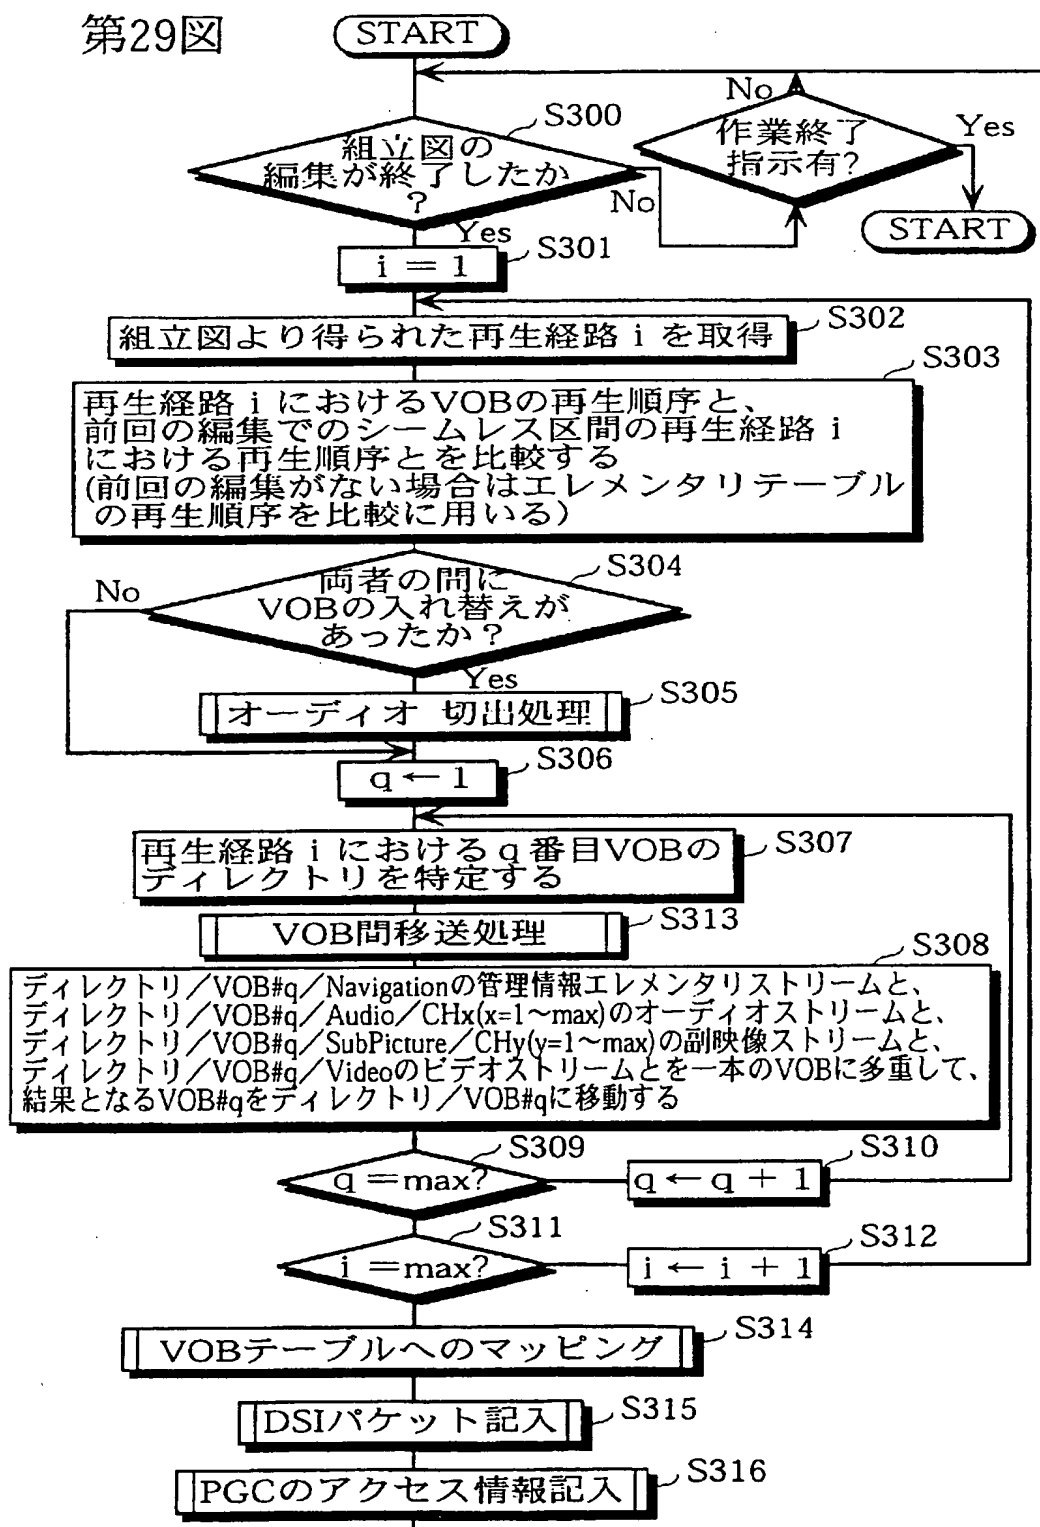 第29図
START
S300
組立図の
編集が終了したか
?
No
作業終了
指示有?
Yes
No
START
Yes
i = 1
S301
組立図より得られた再生経路 i を取得
S302
S303
再生経路 i におけるVOBの再生順序と、
前回の編集でのシームレス区間の再生経路 i
における再生順序とを比較する
(前回の編集がない場合はエレメンタリテーブル
の再生順序を比較に用いる)
S304
両者の間に
VOBの入れ替えが
あったか?
No
Yes
オーディオ 切出処理
S305
q ← 1
S306
再生経路 i におけるq番目VOBの
ディレクトリを特定する
S307
VOB間移送処理
S313
S308
ディレクトリ/VOB#q/Navigationの管理情報エレメンタリストリームと、
ディレクトリ/VOB#q/Audio/CHx(x=1~max)のオーディオストリームと、
ディレクトリ/VOB#q/SubPicture/CHy(y=1~max)の副映像ストリームと、
ディレクトリ/VOB#q/Videoのビデオストリームとを一本のVOBに多重して、
結果となるVOB#qをディレクトリ/VOB#qに移動する
S309
q =max?
S310
q ← q + 1
S311
i =max?
S312
i ← i + 1
VOBテーブルへのマッピング
S314
DSIパケット記入
S315
PGCのアクセス情報記入
S316